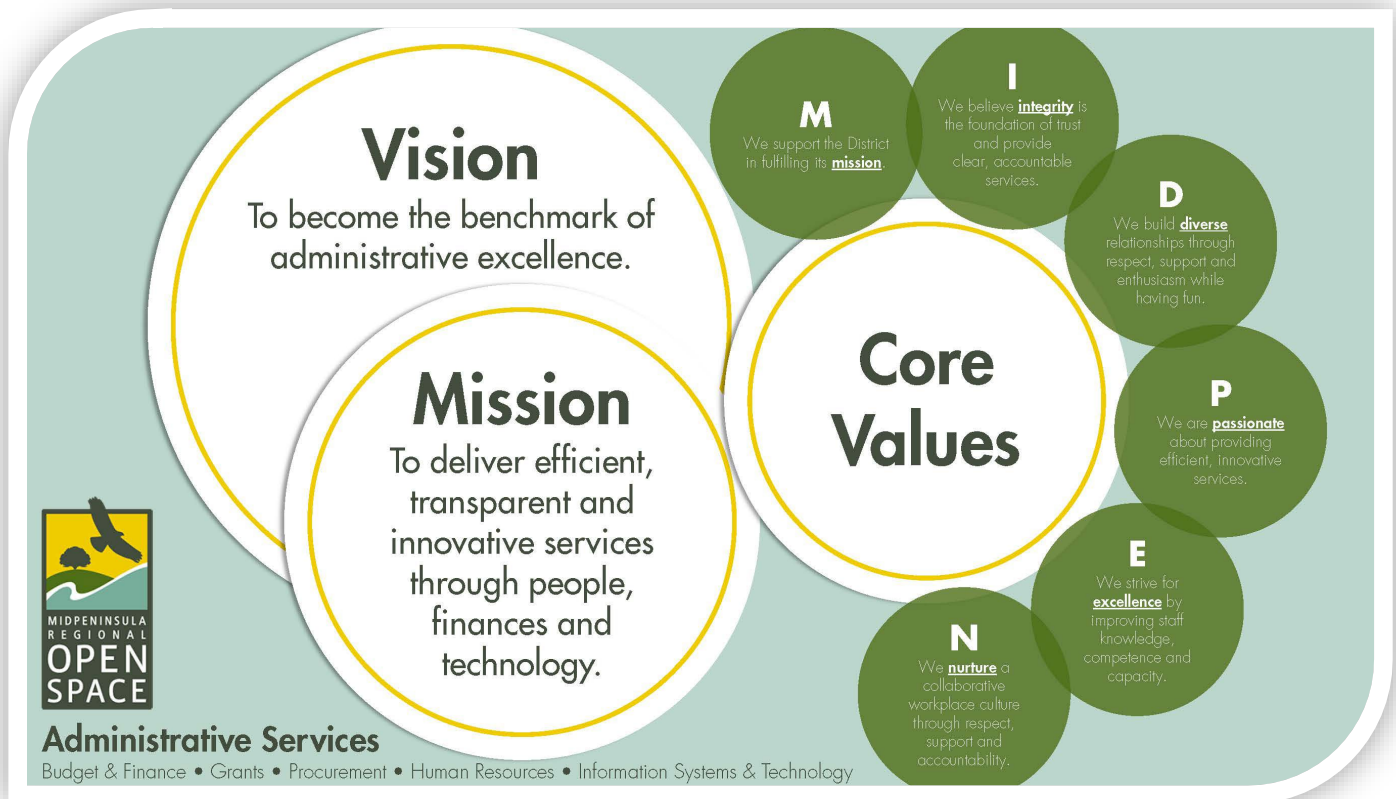 Vision
To become the benchmark of
administrative excellence.
Mission
To deliver efficient,
transparent and
innovative services
through people,
finances and
technology.
Core
Values
M
We support the District
in fulfilling its mission.
I
We believe integrity is
the foundation of trust
and provide
clear, accountable
services.
D
We build diverse
relationships through
respect, support and
enthusiasm while
having fun.
P
We are passionate
about providing
efficient, innovative
services.
E
We strive for
excellence by
improving staff
knowledge,
competence and
capacity.
N
We nurture a
collaborative
workplace culture
through respect,
support and
accountability.
MIDPENINSULA
REGIONAL
OPEN
SPACE
Administrative Services
Budget & Finance • Grants • Procurement • Human Resources • Information Systems & Technology